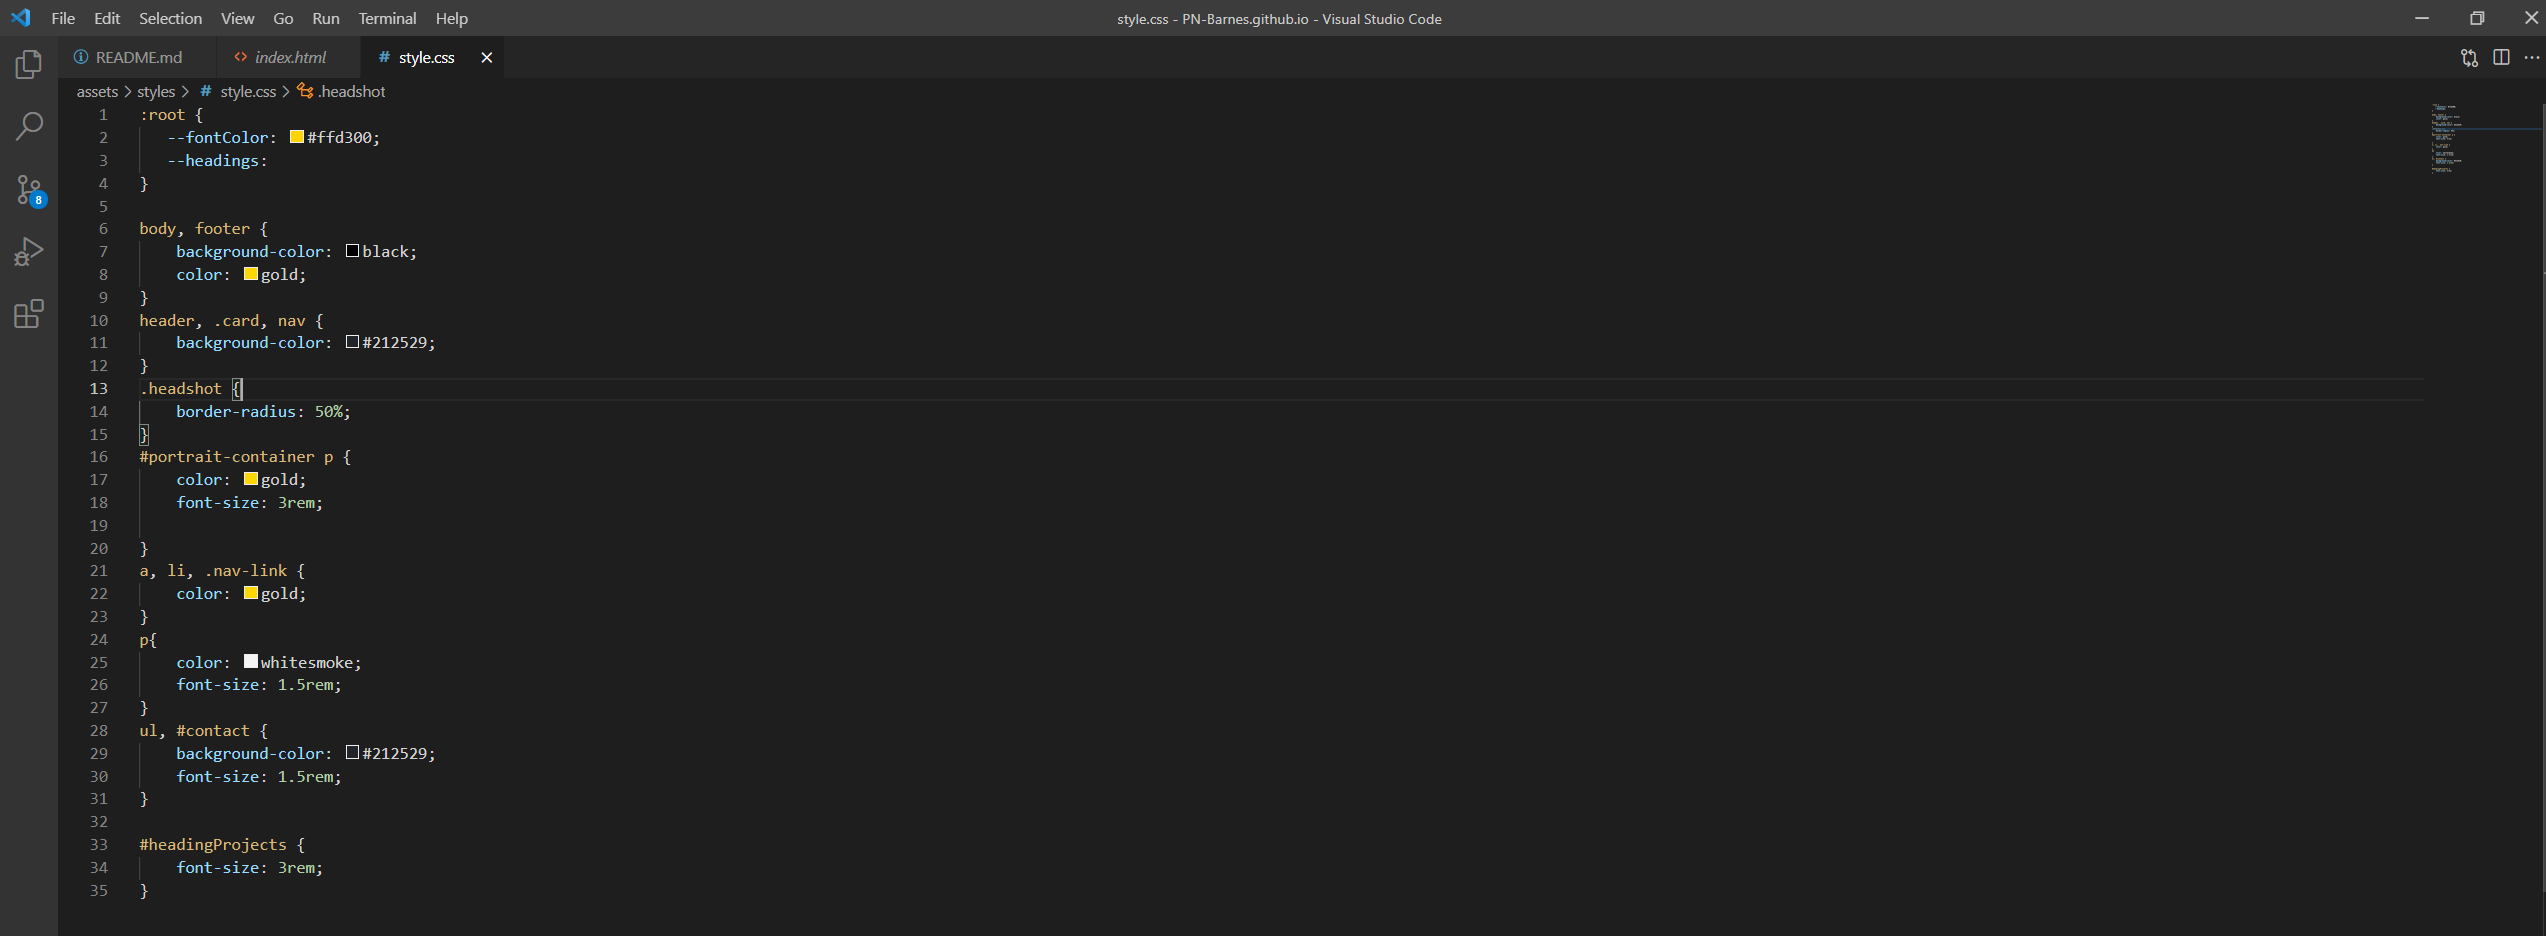 File Edit Selection View Go Run Terminal Help
style.css - PN-Barnes.github.io - Visual Studio Code
README.md
<> index.html
# style.css
assets > styles > # style.css > .headshot
8
1 :root {
2 --fontColor: #ffd300;
3 --headings:
4 }
5
6 body, footer {
7 background-color: black;
8 color: gold;
9 }
10 header, .card, nav {
11 background-color: #212529;
12 }
13 .headshot {
14 border-radius: 50%;
15 }
16 #portrait-container p {
17 color: gold;
18 font-size: 3rem;
19
20 }
21 a, li, .nav-link {
22 color: gold;
23 }
24 p{
25 color: whitesmoke;
26 font-size: 1.5rem;
27 }
28 ul, #contact {
29 background-color: #212529;
30 font-size: 1.5rem;
31 }
32
33 #headingProjects {
34 font-size: 3rem;
35 }